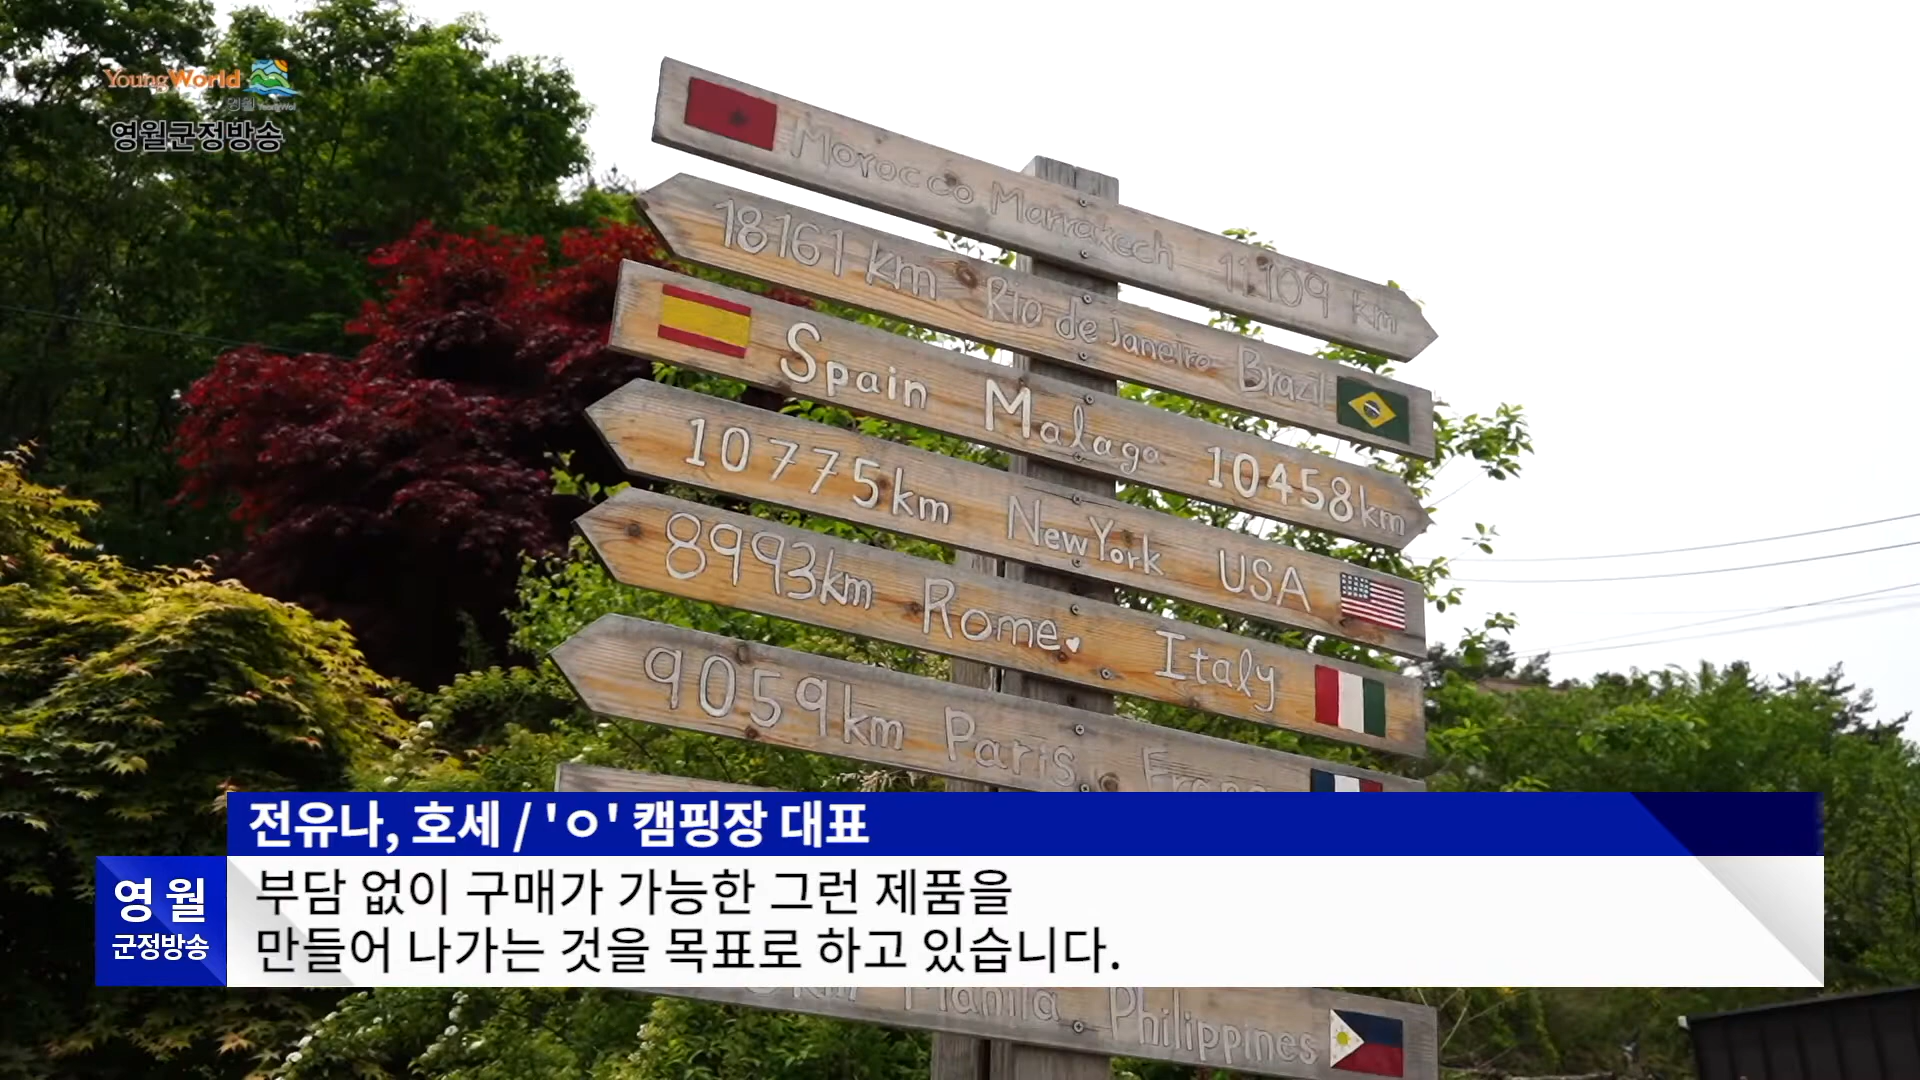 YoungWorld
영월 YeongWol
영월군정방송
Morocco Marrakech 11109 km
18161 km Rio de Janeiro Brazil
Spain Malaga 10458km
10775km NewYork USA
8993km Rome Italy
9059km Paris
km Manila Philippines
전유나, 호세 / 'ㅇ' 캠핑장 대표
영월
군정방송
부담 없이 구매가 가능한 그런 제품을
만들어 나가는 것을 목표로 하고 있습니다.